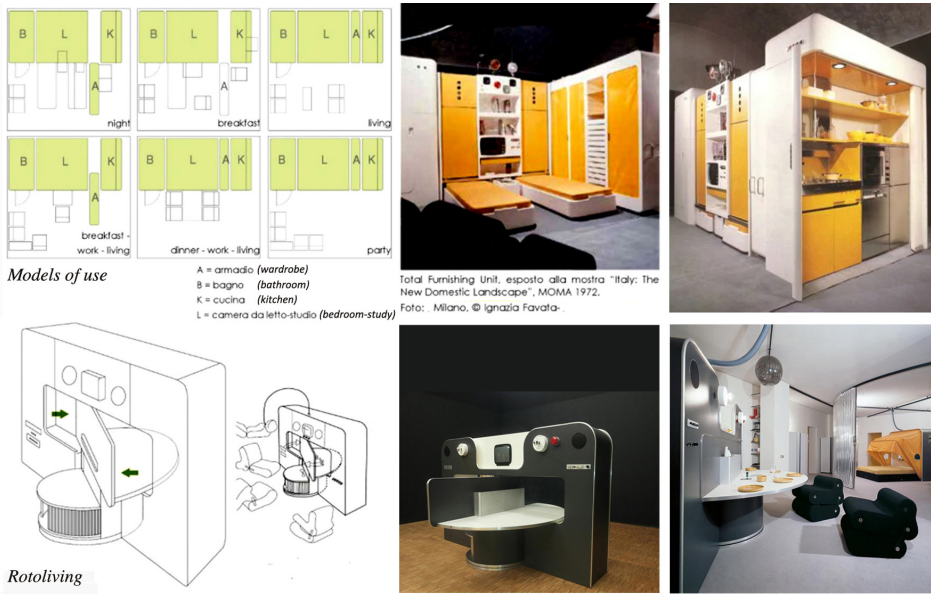 B L K
A
night
B L K
A
breakfast
B L A K
living
B L K
A
breakfast -
work - living
B L A K
dinner - work - living
B L A K
party
Models of use
A = armadio (wardrobe)
B = bagno (bathroom)
K = cucina (kitchen)
L = camera da letto-studio (bedroom-study)
Total Furnishing Unit, esposto alla mostra "Italy: The
New Domestic Landscape", MOMA 1972.
Foto: . Milano, © Ignazia Favata- .
Rotoliving